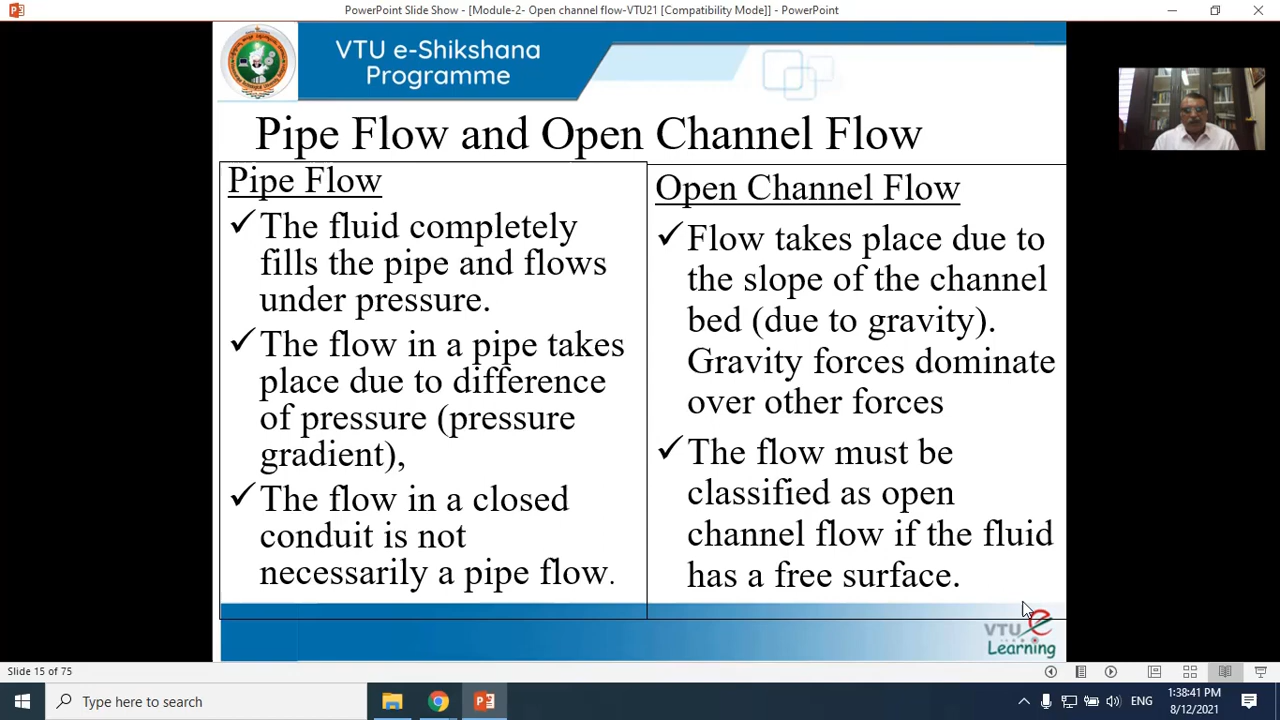 PowerPoint Slide Show - [Module-2- Open channel flow-VTU21 [Compatibility Mode]] - PowerPoint
VTU e-Shikshana
Programme
Pipe Flow and Open Channel Flow
Pipe Flow
✓The fluid completely
fills the pipe and flows
under pressure.
✓The flow in a pipe takes
place due to difference
of pressure (pressure
gradient),
✓The flow in a closed
conduit is not
necessarily a pipe flow.
Open Channel Flow
✓Flow takes place due to
the slope of the channel
bed (due to gravity).
Gravity forces dominate
over other forces
✓The flow must be
classified as open
channel flow if the fluid
has a free surface.
VTU e
Learning
Slide 15 of 75
Type here to search
ENG
1:38:41 PM
8/12/2021